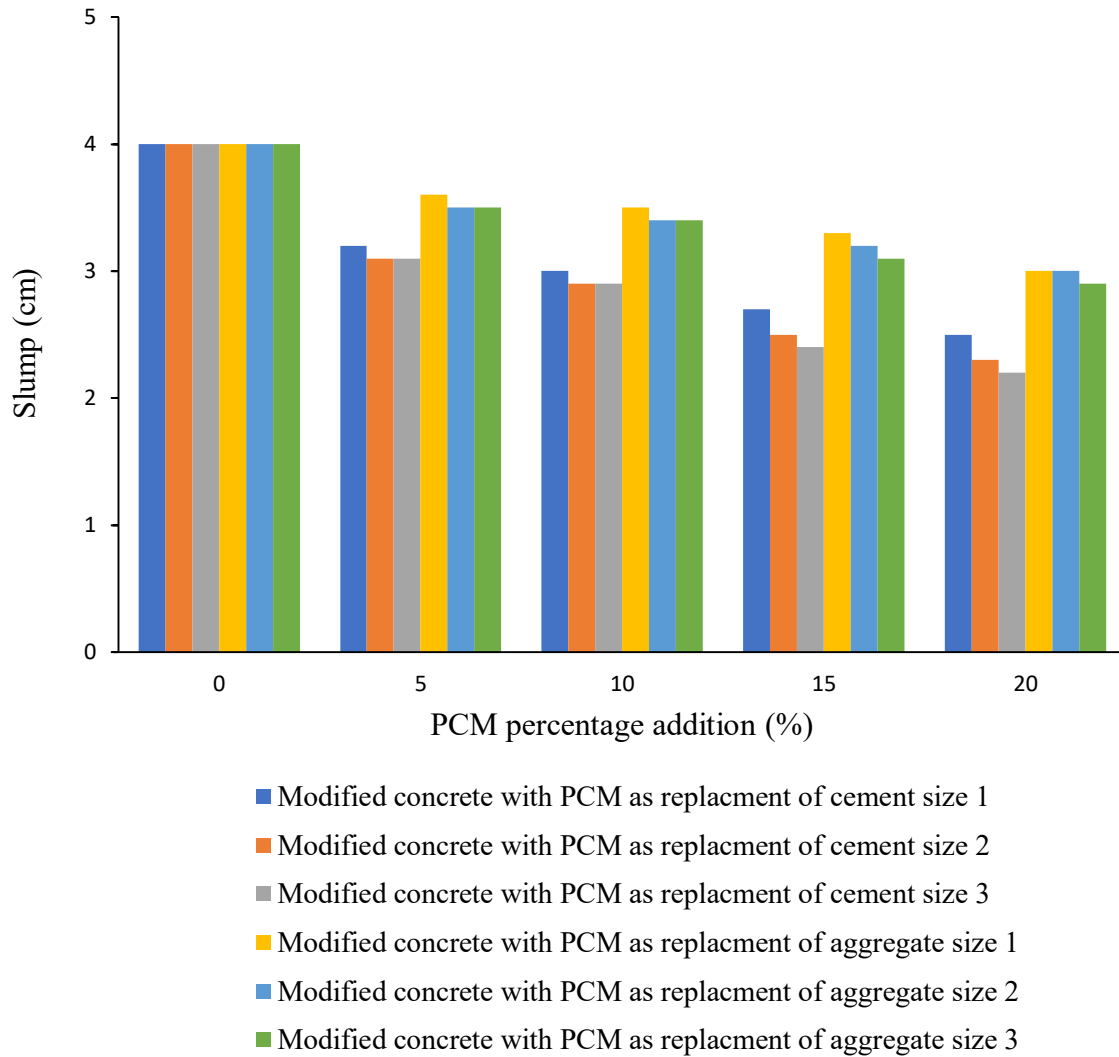 5
4
3
2
1
0
Slump (cm)
0 5 10 15 20
PCM percentage addition (%)
Modified concrete with PCM as replacment of cement size 1
Modified concrete with PCM as replacment of cement size 2
Modified concrete with PCM as replacment of cement size 3
Modified concrete with PCM as replacment of aggregate size 1
Modified concrete with PCM as replacment of aggregate size 2
Modified concrete with PCM as replacment of aggregate size 3